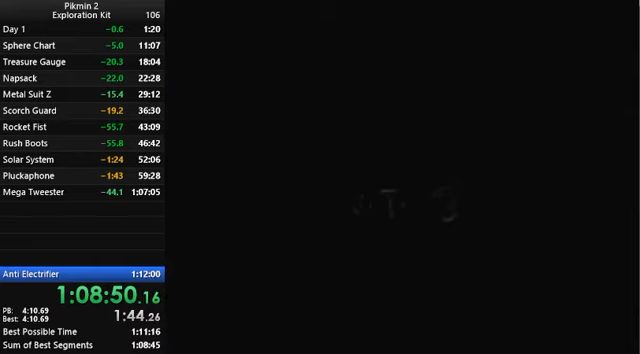 Pikmin 2
Exploration Kit 106
Day 1 −0.6 1:20
Sphere Chart −5.0 11:07
Treasure Gauge −20.3 18:04
Napsack −22.0 22:28
Metal Suit Z −15.4 29:12
Scorch Guard −19.2 36:30
Rocket Fist −55.7 43:09
Rush Boots −55.8 46:42
Solar System −1:24 52:06
Pluckaphone −1:43 59:28
Mega Tweester −44.1 1:07:05
Anti Electrifier 1:12:00
1:08:50.16
PB: 4:10.69
Best: 4:10.69
1:44.26
Best Possible Time 1:11:16
Sum of Best Segments 1:08:45